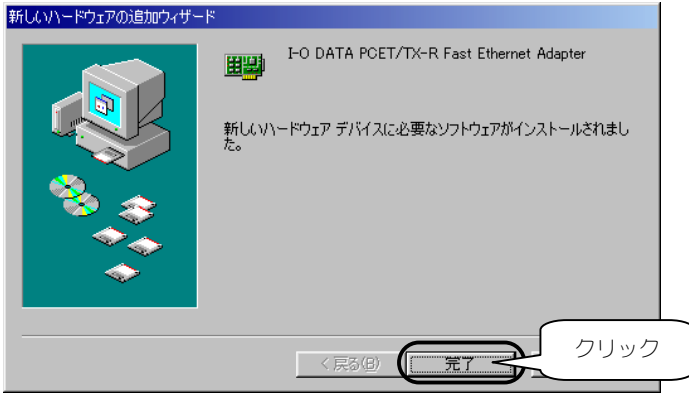 新しいハードウェアの追加ウィザード
I-O DATA PCET/TX-R Fast Ethernet Adapter
新しいハードウェア デバイスに必要なソフトウェアがインストールされまし
た。
< 戻る(B)
完了
クリック